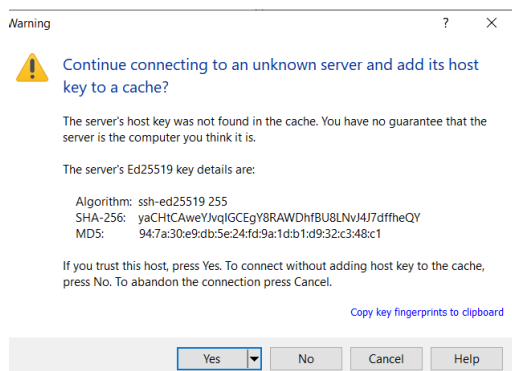 Warning
? ×
Continue connecting to an unknown server and add its host
key to a cache?
The server's host key was not found in the cache. You have no guarantee that the
server is the computer you think it is.
The server's Ed25519 key details are:
Algorithm: ssh-ed25519 255
SHA-256: yaCHtCAweYJvqIGCEgY8RAWDhfBU8LNvJ4J7dffheQY
MD5: 94:7a:30:e9:db:5e:24:fd:9a:1d:b1:d9:32:c3:48:c1
If you trust this host, press Yes. To connect without adding host key to the cache,
press No. To abandon the connection press Cancel.
Copy key fingerprints to clipboard
Yes No Cancel Help